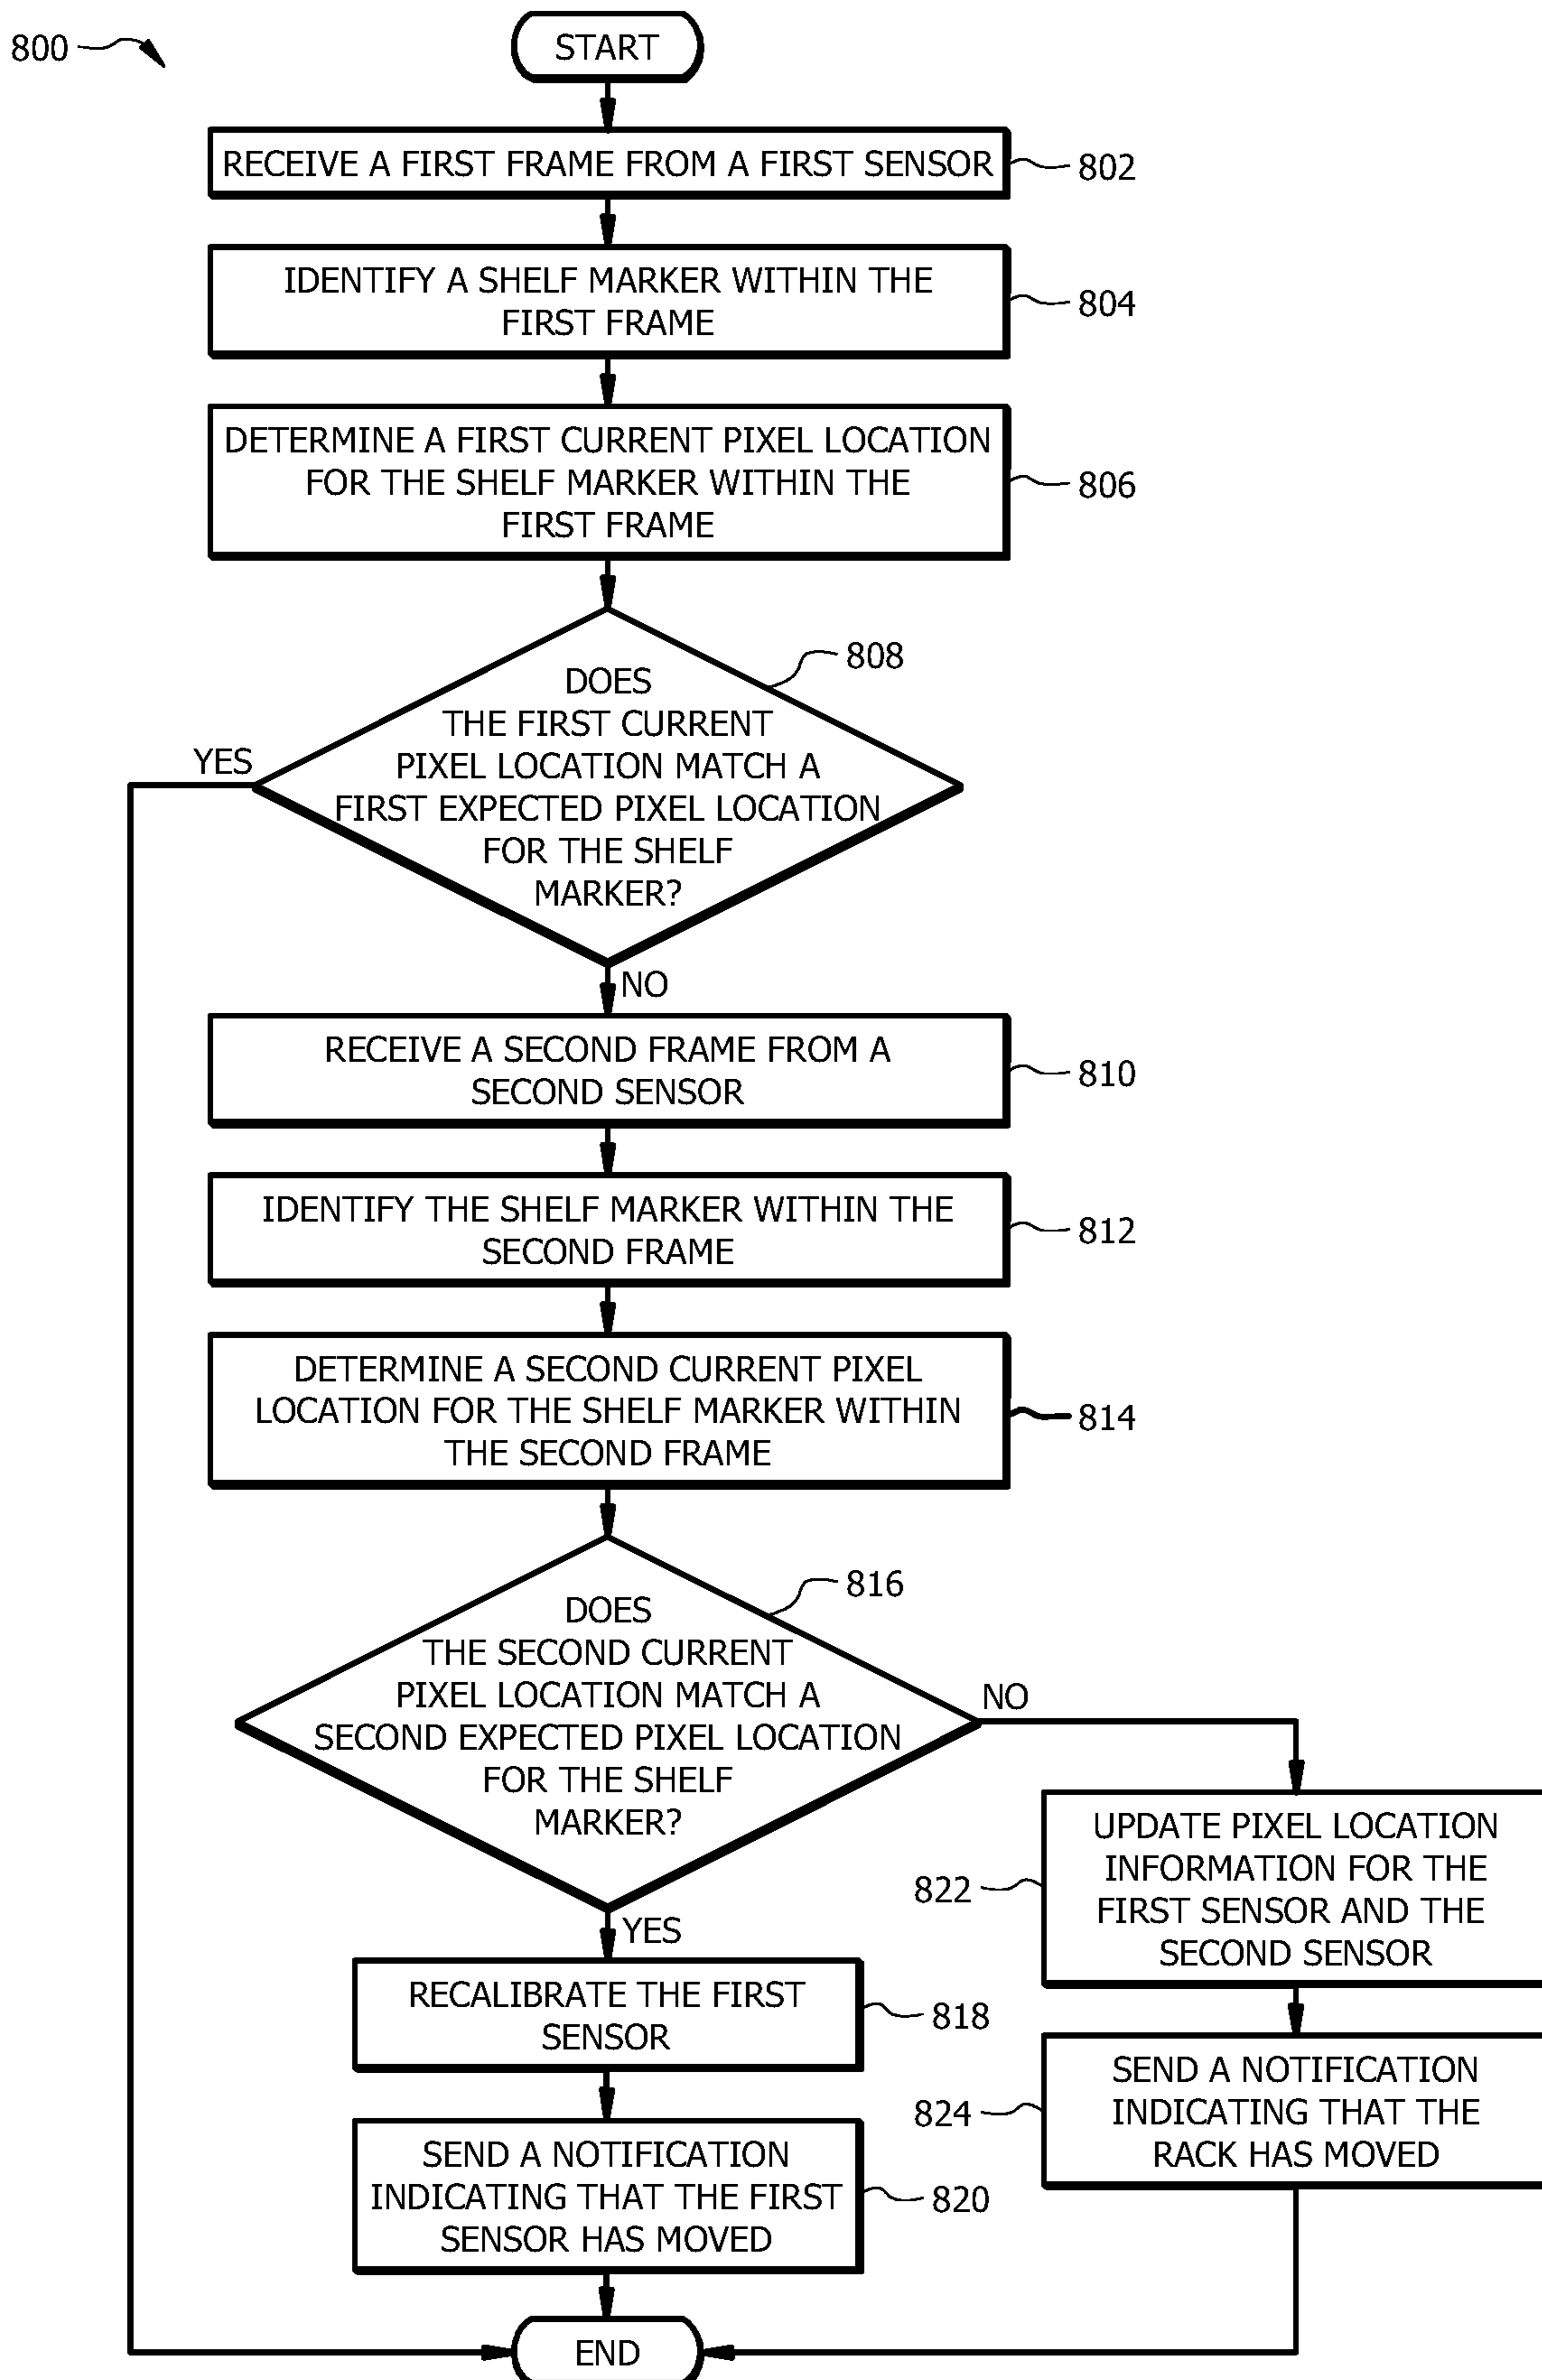 800
START
RECEIVE A FIRST FRAME FROM A FIRST SENSOR
802
IDENTIFY A SHELF MARKER WITHIN THE
FIRST FRAME
804
DETERMINE A FIRST CURRENT PIXEL LOCATION
FOR THE SHELF MARKER WITHIN THE
FIRST FRAME
806
808
DOES
THE FIRST CURRENT
PIXEL LOCATION MATCH A
FIRST EXPECTED PIXEL LOCATION
FOR THE SHELF
MARKER?
YES
NO
RECEIVE A SECOND FRAME FROM A
SECOND SENSOR
810
IDENTIFY THE SHELF MARKER WITHIN THE
SECOND FRAME
812
DETERMINE A SECOND CURRENT PIXEL
LOCATION FOR THE SHELF MARKER WITHIN
THE SECOND FRAME
814
816
DOES
THE SECOND CURRENT
PIXEL LOCATION MATCH A
SECOND EXPECTED PIXEL LOCATION
FOR THE SHELF
MARKER?
NO
YES
UPDATE PIXEL LOCATION
INFORMATION FOR THE
FIRST SENSOR AND THE
SECOND SENSOR
822
RECALIBRATE THE FIRST
SENSOR
818
SEND A NOTIFICATION
INDICATING THAT THE
RACK HAS MOVED
824
SEND A NOTIFICATION
INDICATING THAT THE FIRST
SENSOR HAS MOVED
820
END